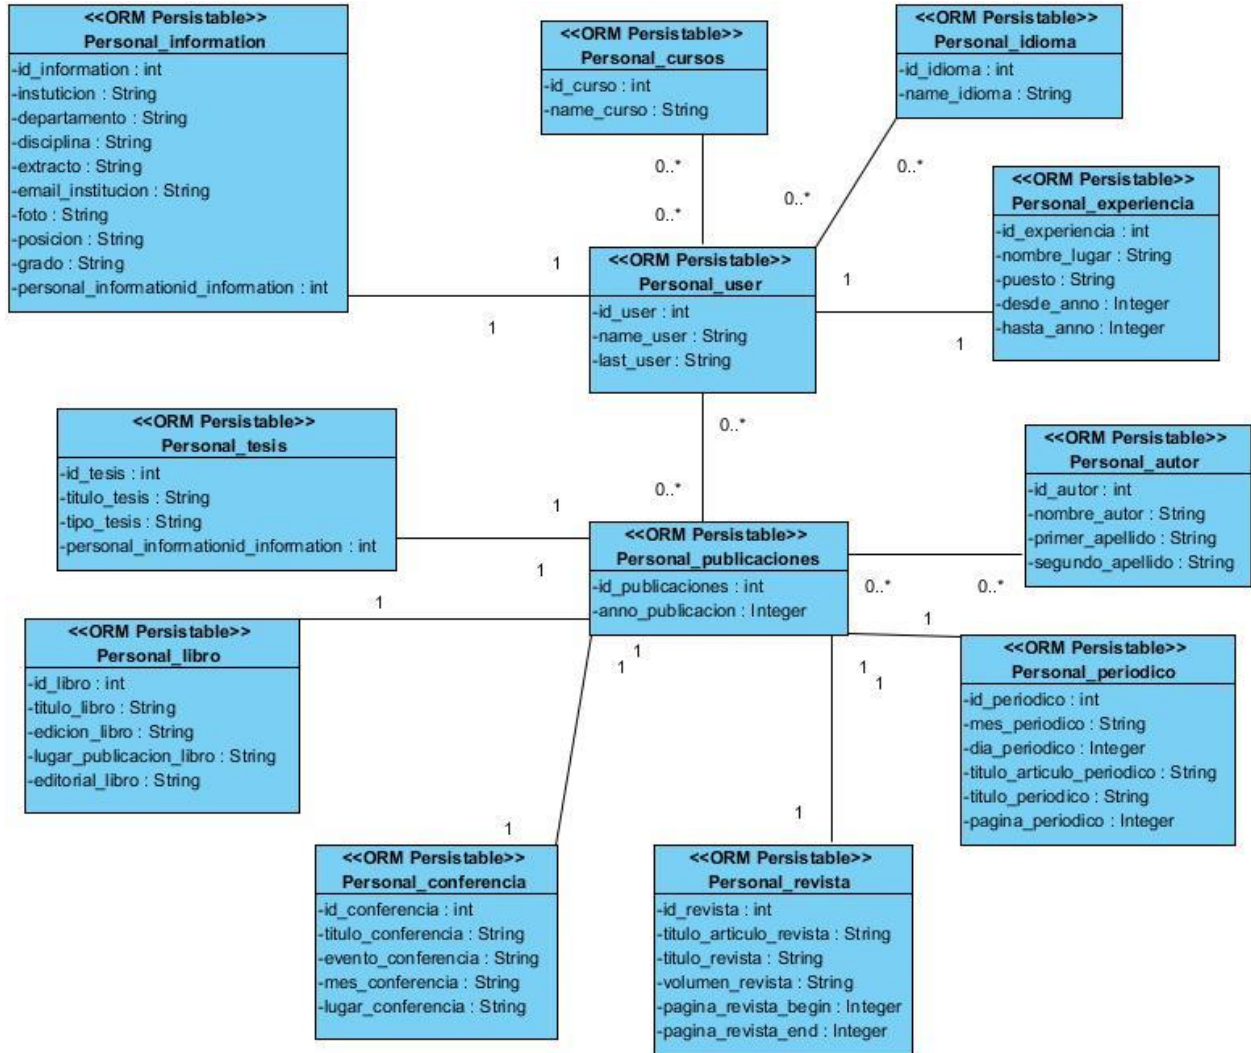 <<ORM Persistable>>
Personal_information
-id_information : int
-instuticion : String
-departamento : String
-disciplina : String
-extracto : String
-email_institucion : String
-foto : String
-posicion : String
-grado : String
-personal_informationid_information : int
<<ORM Persistable>>
Personal_cursos
-id_curso : int
-name_curso : String
<<ORM Persistable>>
Personal_idioma
-id_idioma : int
-name_idioma : String
0..*
0..*
0..*
0..*
<<ORM Persistable>>
Personal_experiencia
-id_experiencia : int
-nombre_lugar : String
-puesto : String
-desde_anno : Integer
-hasta_anno : Integer
<<ORM Persistable>>
Personal_user
-id_user : int
-name_user : String
-last_user : String
1
1
1
1
0..*
0..*
<<ORM Persistable>>
Personal_tesis
-id_tesis : int
-titulo_tesis : String
-tipo_tesis : String
-personal_informationid_information : int
1
1
<<ORM Persistable>>
Personal_publicaciones
-id_publicaciones : int
-anno_publicacion : Integer
<<ORM Persistable>>
Personal_autor
-id_autor : int
-nombre_autor : String
-primer_apellido : String
-segundo_apellido : String
0..*
0..*
1
1
<<ORM Persistable>>
Personal_libro
-id_libro : int
-titulo_libro : String
-edicion_libro : String
-lugar_publicacion_libro : String
-editorial_libro : String
1
1
1
1
<<ORM Persistable>>
Personal_periodico
-id_periodico : int
-mes_periodico : String
-dia_periodico : Integer
-titulo_articulo_periodico : String
-titulo_periodico : String
-pagina_periodico : Integer
1
1
<<ORM Persistable>>
Personal_conferencia
-id_conferencia : int
-titulo_conferencia : String
-evento_conferencia : String
-mes_conferencia : String
-lugar_conferencia : String
<<ORM Persistable>>
Personal_revista
-id_revista : int
-titulo_articulo_revista : String
-titulo_revista : String
-volumen_revista : String
-pagina_revista_begin : Integer
-pagina_revista_end : Integer